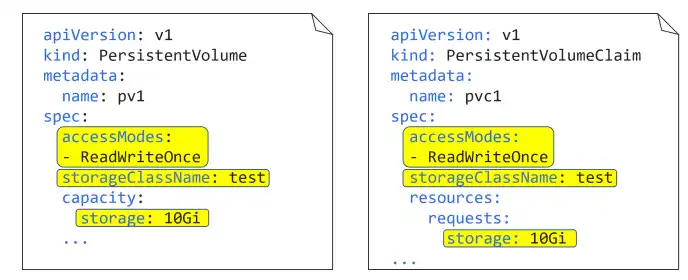 apiVersion: v1
kind: PersistentVolume
metadata:
  name: pv1
spec:
  accessModes:
  - ReadWriteOnce
  storageClassName: test
  capacity:
    storage: 10Gi
  ...
apiVersion: v1
kind: PersistentVolumeClaim
metadata:
  name: pvc1
spec:
  accessModes:
  - ReadWriteOnce
  storageClassName: test
  resources:
    requests:
      storage: 10Gi
...